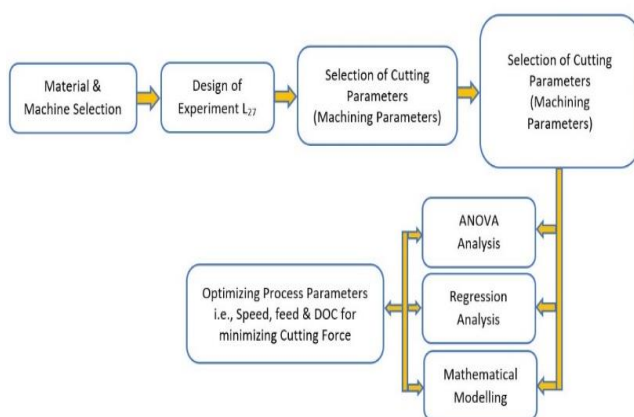 Material &
Machine Selection
Design of
Experiment L₂₇
Selection of Cutting
Parameters
(Machining Parameters)
Selection of Cutting
Parameters
(Machining
Parameters)
ANOVA
Analysis
Regression
Analysis
Mathematical
Modelling
Optimizing Process Parameters
i.e., Speed, feed & DOC for
minimizing Cutting Force